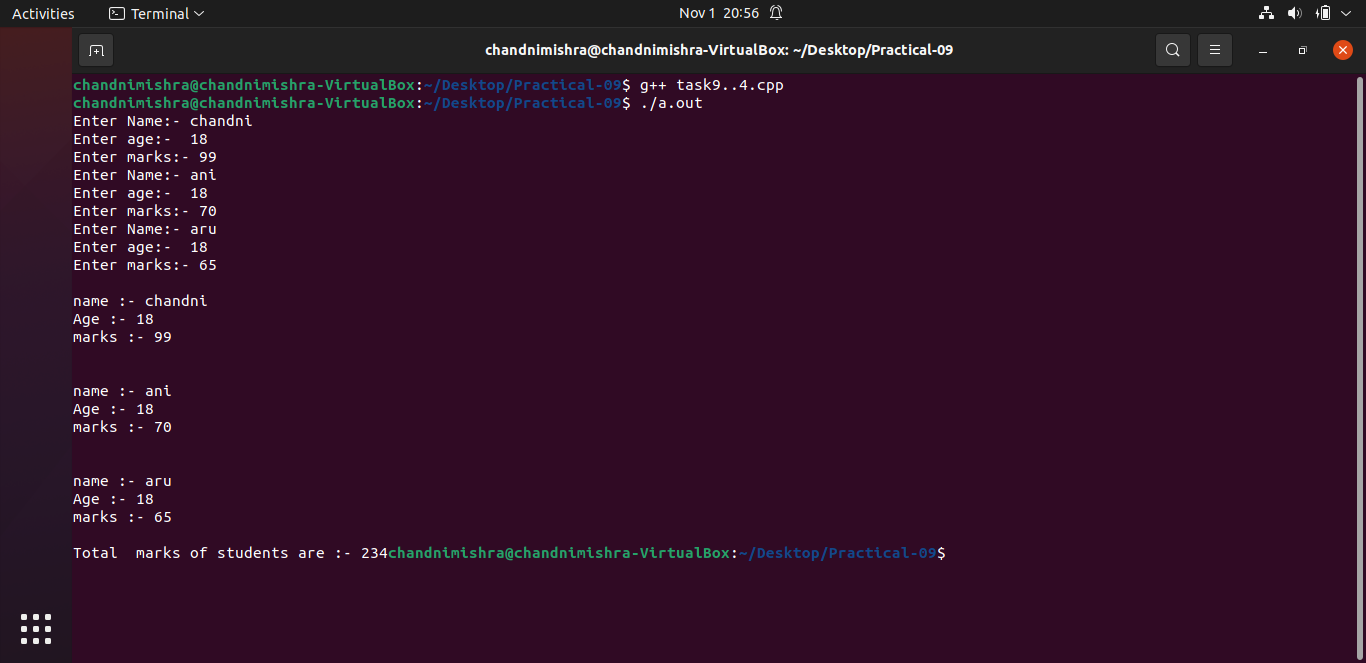 Activities Terminal Nov 1 20:56
chandnimishra@chandnimishra-VirtualBox: ~/Desktop/Practical-09
chandnimishra@chandnimishra-VirtualBox:~/Desktop/Practical-09$ g++ task9..4.cpp
chandnimishra@chandnimishra-VirtualBox:~/Desktop/Practical-09$ ./a.out
Enter Name:- chandni
Enter age:-  18
Enter marks:- 99
Enter Name:- ani
Enter age:-  18
Enter marks:- 70
Enter Name:- aru
Enter age:-  18
Enter marks:- 65
name :- chandni
Age :- 18
marks :- 99
name :- ani
Age :- 18
marks :- 70
name :- aru
Age :- 18
marks :- 65
Total  marks of students are :- 234chandnimishra@chandnimishra-VirtualBox:~/Desktop/Practical-09$